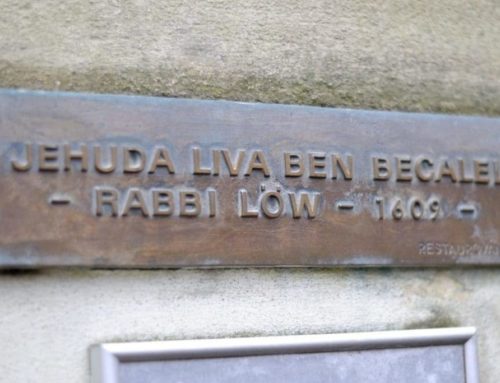 JEHUDA LIVA BEN BECALEL
- RABBI LÖW - 1609 -